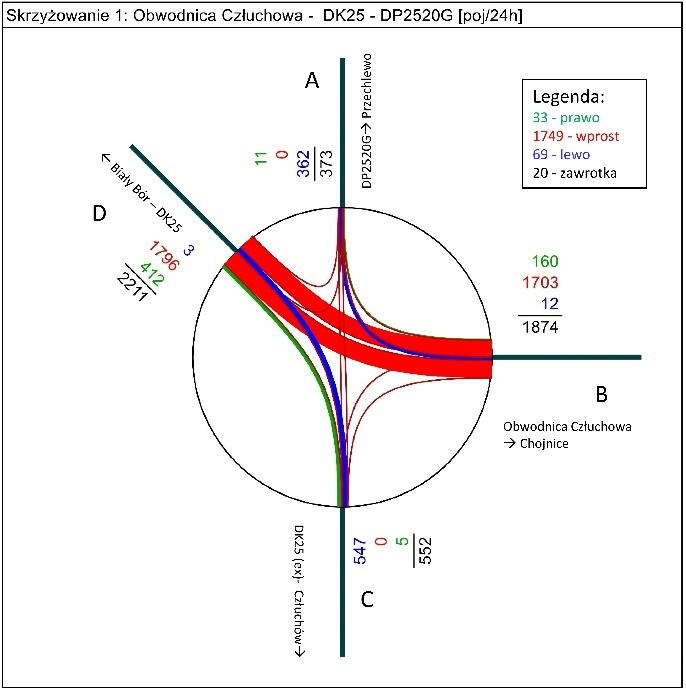 Skrzyżowanie 1: Obwodnica Człuchowa - DK25 - DP2520G [poj/24h]
A
DP2520G→ Przechlewo
11
0
362
373
Legenda:
33 - prawo
1749 - wprost
69 - lewo
20 - zawrotka
← Biały Bór – DK25
D
3
1796
412
2211
160
1703
12
1874
B
Obwodnica Człuchowa
→ Chojnice
DK25 (ex)- Człuchów→
547
0
5
552
C